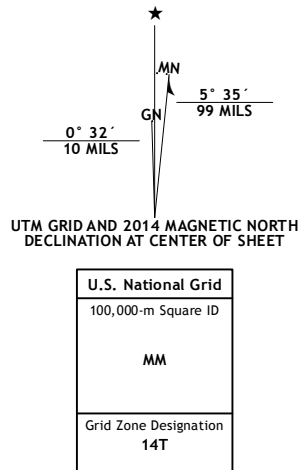 ★
MN
5° 35´
99 MILS
GN
0° 32´
10 MILS
UTM GRID AND 2014 MAGNETIC NORTH
DECLINATION AT CENTER OF SHEET
U.S. National Grid
100,000-m Square ID
MM
Grid Zone Designation
14T